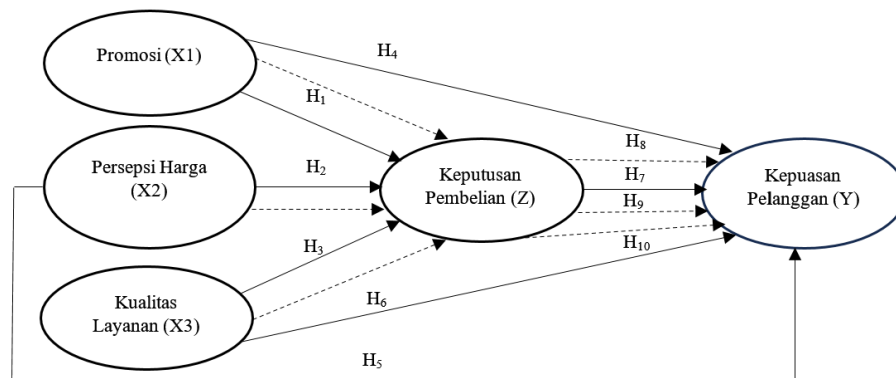 Promosi (X1)
H4
H1
Persepsi Harga
(X2)
H2
Keputusan
Pembelian (Z)
H8
H7
H9
Kepuasan
Pelanggan (Y)
H3
H10
Kualitas
Layanan (X3)
H6
H5